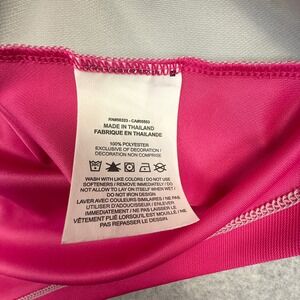 MADE IN THAILAND
FABRIQUE EN THAILANDE
100% POLYESTER
EXCLUSIVE OF DECORATION /
DECORATION NON COMPRISE
WASH WITH LIKE COLORS / DO NOT USE
SOFTENERS / REMOVE IMMEDIATELY / DO
NOT ALLOW TO LAY ON ITSELF WHEN WET /
DO NOT IRON DESIGN
LAVER AVEC COULEURS SIMILAIRES / NE PAS
UTILISER D'ADOUCISSEUR / ENLEVER
IMMEDIATEMENT / NE LAISSER PAS LE
VÊTEMENT PLIÉ LORSQU'IL EST MOUILLÉ / NE
PAS REPASSER LE DESSIN